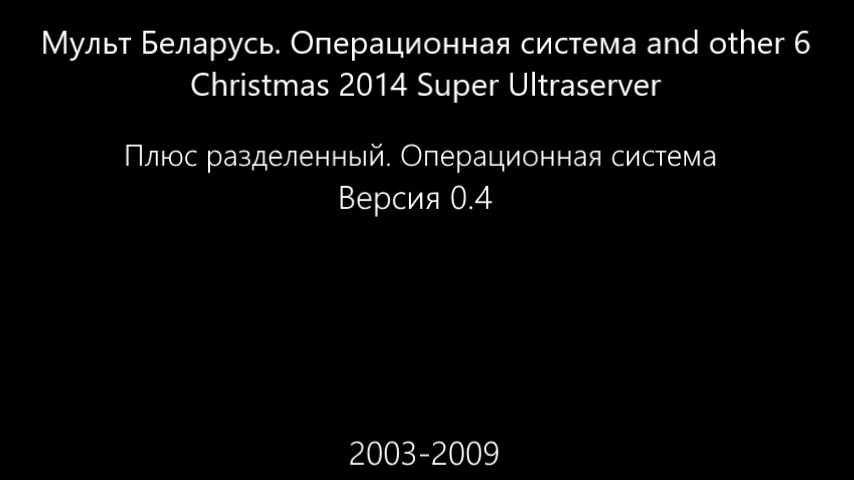 Мульт Беларусь. Операционная система and other 6
Christmas 2014 Super Ultraserver
Плюс разделенный. Операционная система
Версия 0.4
2003-2009